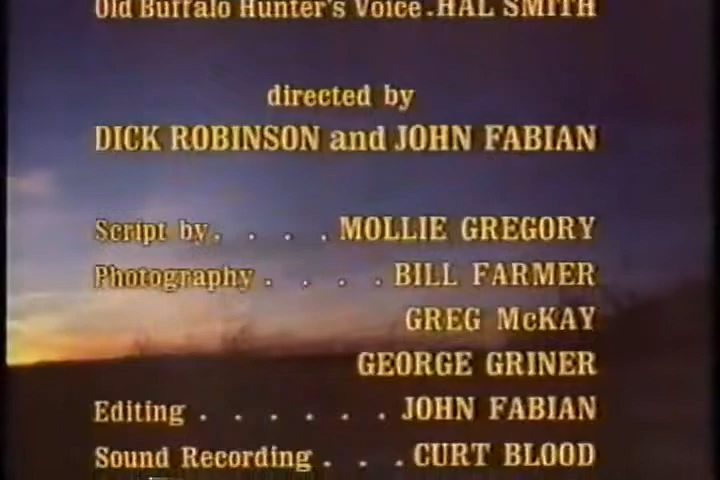 Old Buffalo Hunter's Voice.HAL SMITH
directed by
DICK ROBINSON and JOHN FABIAN
Script by. . . . MOLLIE GREGORY
Photography . . . . BILL FARMER
GREG McKAY
GEORGE GRINER
Editing . . . . . . JOHN FABIAN
Sound Recording . . . CURT BLOOD